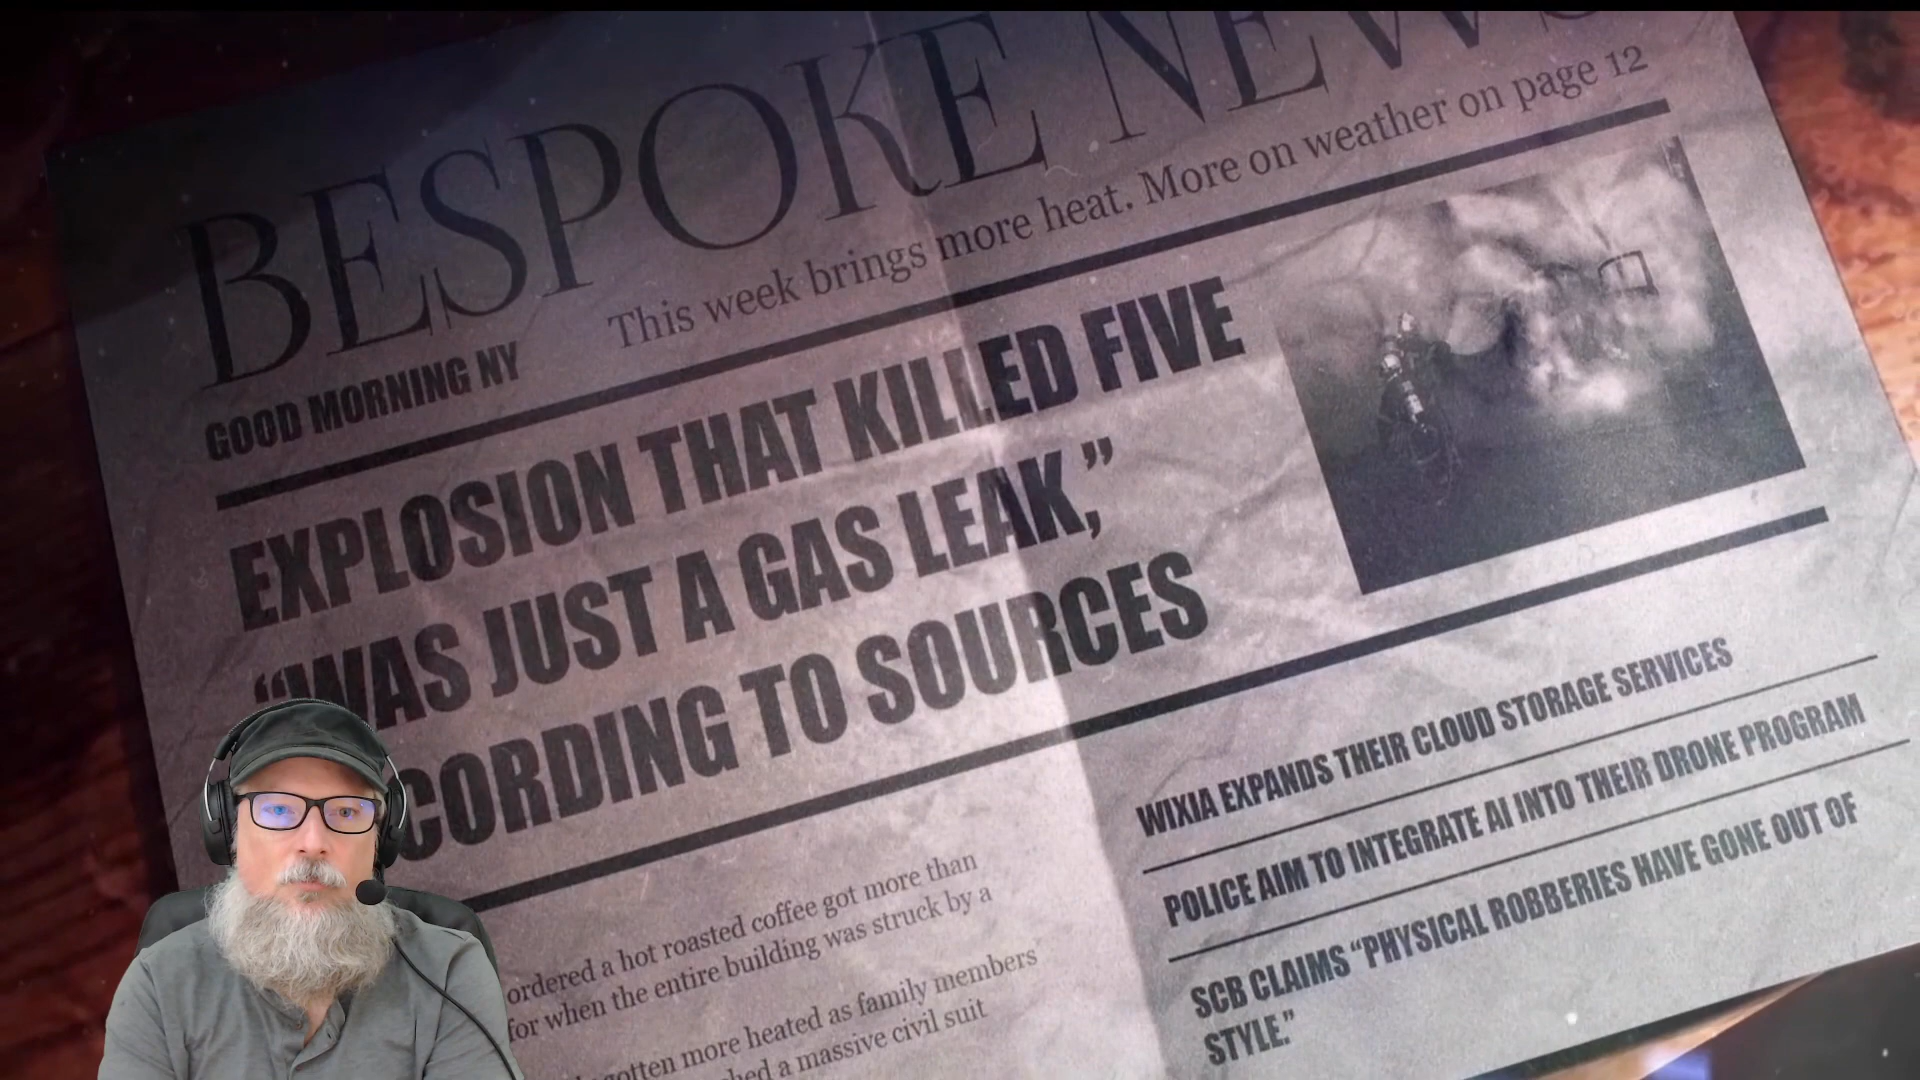 BESPOKE NEWS
This week brings more heat. More on weather on page 12
GOOD MORNING NY
EXPLOSION THAT KILLED FIVE
“WAS JUST A GAS LEAK,”
CORDING TO SOURCES
ordered a hot roasted coffee got more than
for when the entire building was struck by a
gotten more heated as family members
a massive civil suit
WIXIA EXPANDS THEIR CLOUD STORAGE SERVICES
POLICE AIM TO INTEGRATE AI INTO THEIR DRONE PROGRAM
SCB CLAIMS “PHYSICAL ROBBERIES HAVE GONE OUT OF
STYLE.”